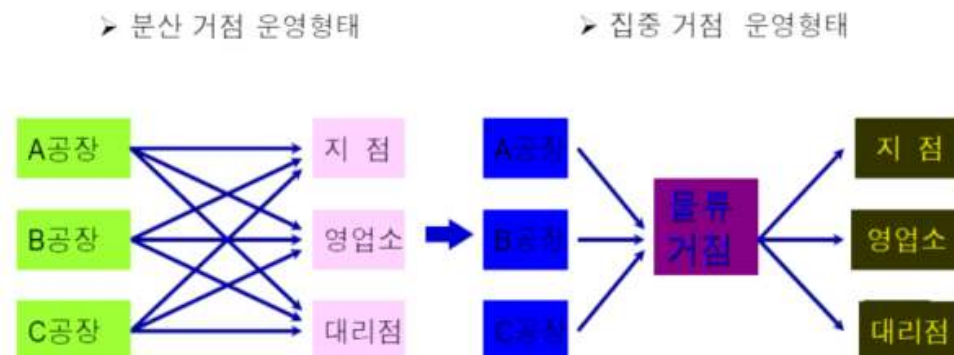 ➢ 분산 거점 운영형태
➢ 집중 거점 운영형태
A공장
지 점
B공장
영업소
C공장
대리점
A공장
B공장
C공장
물류
거점
지 점
영업소
대리점